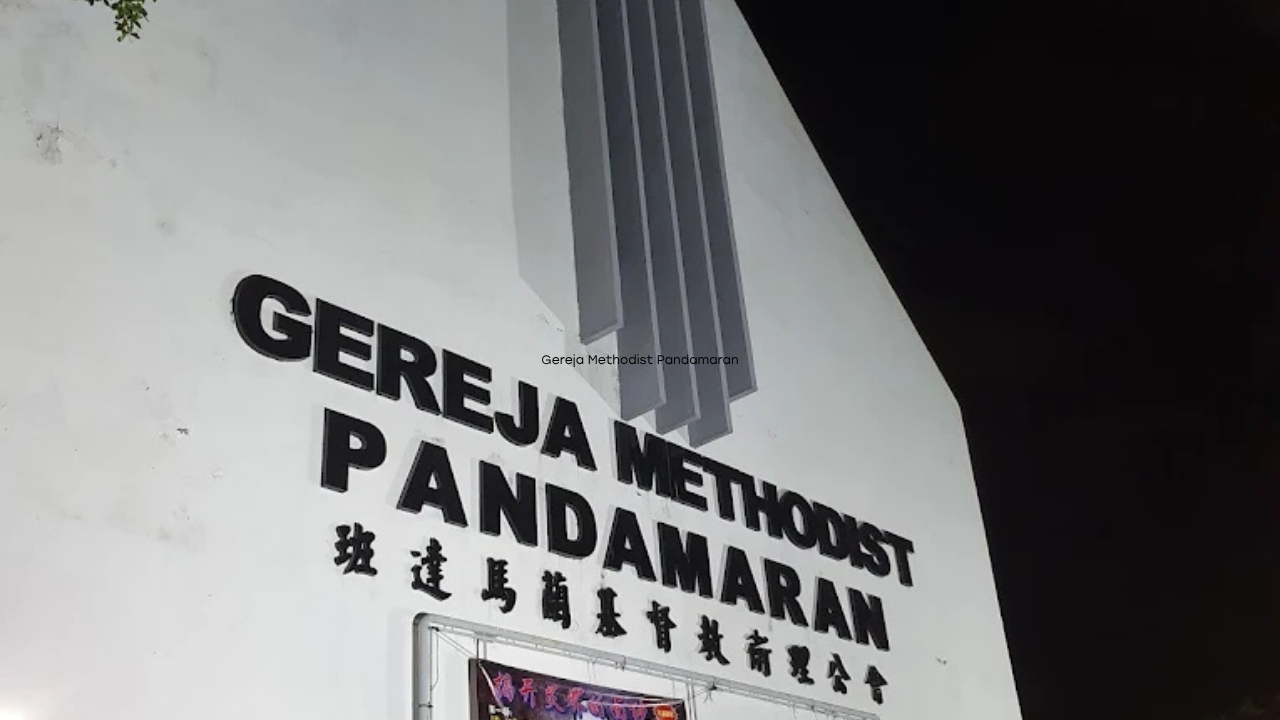 Gereja Methodist Pandamaran
GEREJA METHODIST
PANDAMARAN
班達馬蘭基督教衛理公會